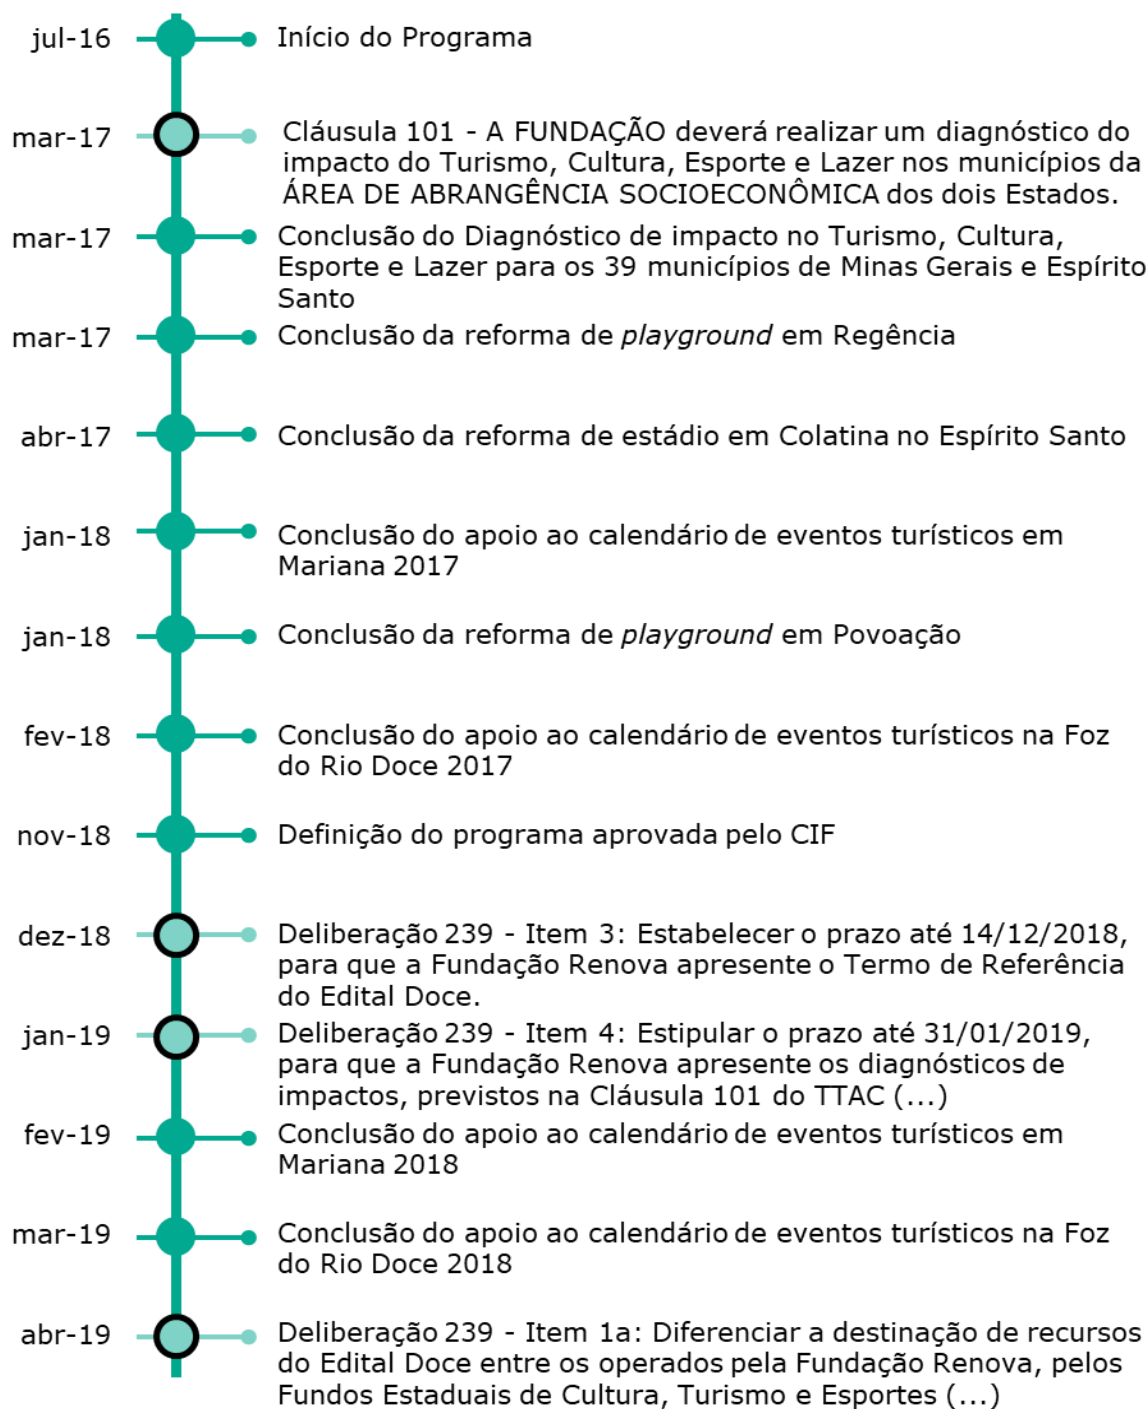 jul-16 Início do Programa
mar-17 Cláusula 101 - A FUNDAÇÃO deverá realizar um diagnóstico do
impacto do Turismo, Cultura, Esporte e Lazer nos municípios da
ÁREA DE ABRANGÊNCIA SOCIOECONÔMICA dos dois Estados.
mar-17 Conclusão do Diagnóstico de impacto no Turismo, Cultura,
Esporte e Lazer para os 39 municípios de Minas Gerais e Espírito
Santo
mar-17 Conclusão da reforma de playground em Regência
abr-17 Conclusão da reforma de estádio em Colatina no Espírito Santo
jan-18 Conclusão do apoio ao calendário de eventos turísticos em
Mariana 2017
jan-18 Conclusão da reforma de playground em Povoação
fev-18 Conclusão do apoio ao calendário de eventos turísticos na Foz
do Rio Doce 2017
nov-18 Definição do programa aprovada pelo CIF
dez-18 Deliberação 239 - Item 3: Estabelecer o prazo até 14/12/2018,
para que a Fundação Renova apresente o Termo de Referência
do Edital Doce.
jan-19 Deliberação 239 - Item 4: Estipular o prazo até 31/01/2019,
para que a Fundação Renova apresente os diagnósticos de
impactos, previstos na Cláusula 101 do TTAC (...)
fev-19 Conclusão do apoio ao calendário de eventos turísticos em
Mariana 2018
mar-19 Conclusão do apoio ao calendário de eventos turísticos na Foz
do Rio Doce 2018
abr-19 Deliberação 239 - Item 1a: Diferenciar a destinação de recursos
do Edital Doce entre os operados pela Fundação Renova, pelos
Fundos Estaduais de Cultura, Turismo e Esportes (...)